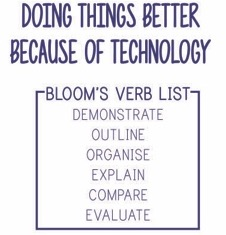 DOING THINGS BETTER
BECAUSE OF TECHNOLOGY
BLOOM'S VERB LIST
DEMONSTRATE
OUTLINE
ORGANISE
EXPLAIN
COMPARE
EVALUATE